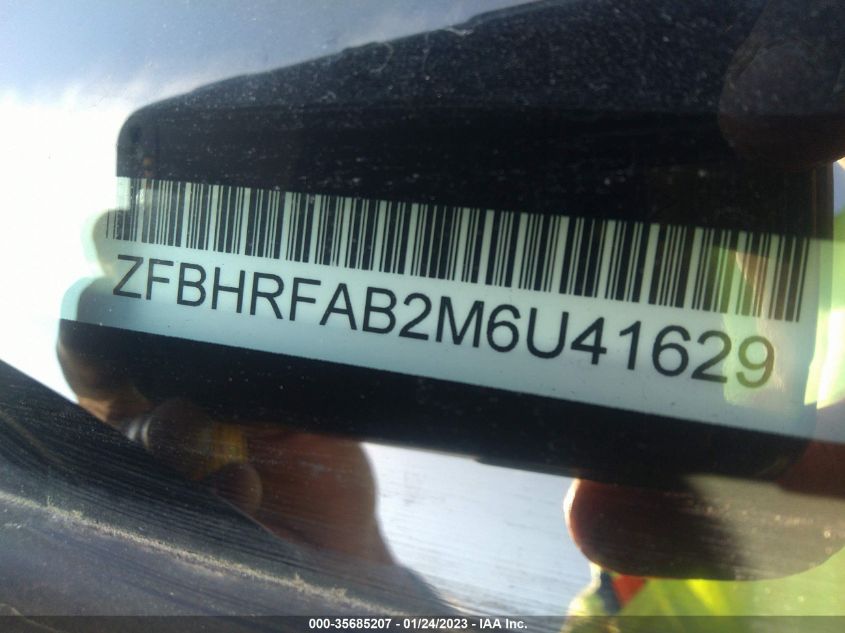 ZFBHRFAB2M6U41629
000-35685207 - 01/24/2023 - IAA Inc.